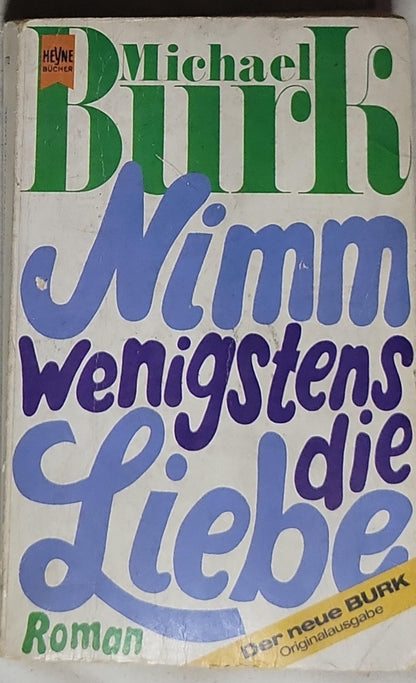 HEYNE
BÜCHER
Michael
Burk
Nimm
wenigstens
die
Liebe
Roman
Der neue BURK
Originalausgabe